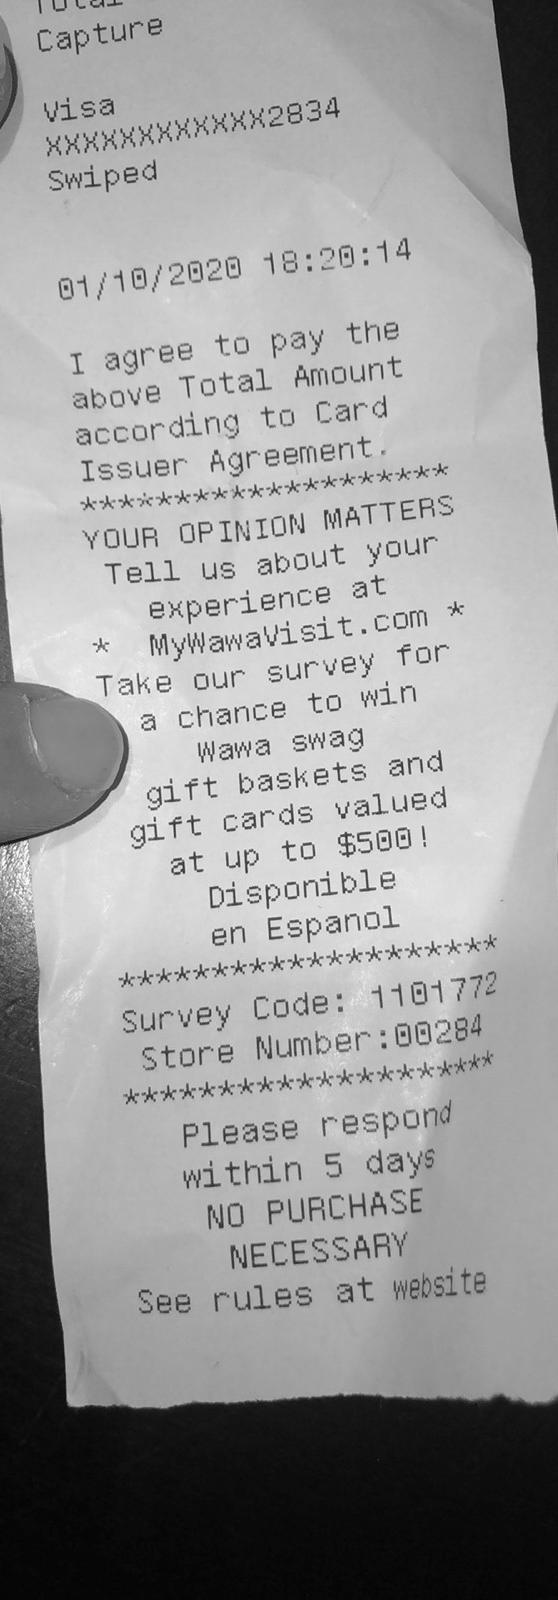 Total
Capture
Visa
XXXXXXXXXXXX2834
Swiped
01/10/2020 18:20:14
I agree to pay the
above Total Amount
according to Card
Issuer Agreement.
********************
YOUR OPINION MATTERS
Tell us about your
experience at
* MyWawaVisit.com *
Take our survey for
a chance to win
Wawa swag
gift baskets and
gift cards valued
at up to $500!
Disponible
en Espanol
********************
Survey Code: 1101772
Store Number:00284
********************
Please respond
within 5 days
NO PURCHASE
NECESSARY
See rules at website